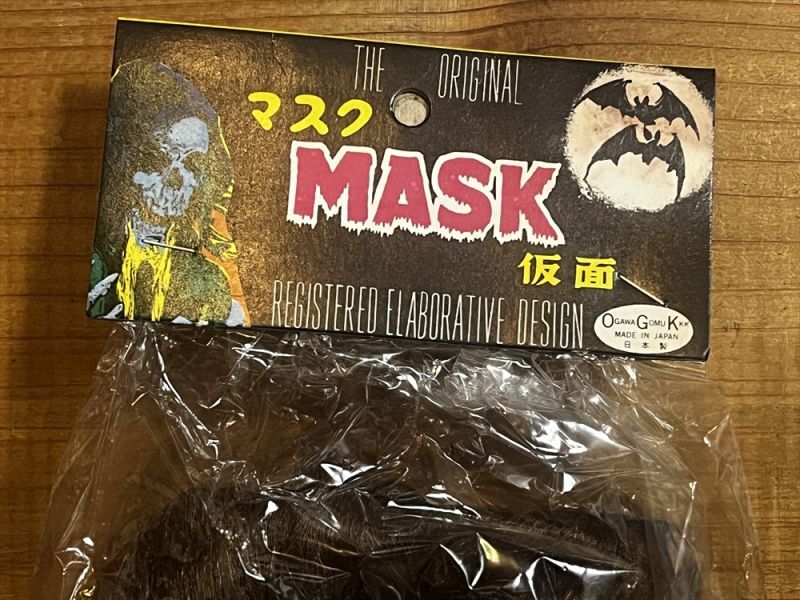 THE ORIGINAL
マスク
MASK
仮面
REGISTERED ELABORATIVE DESIGN
OGAWA GOMU K.K.
MADE IN JAPAN
日本製